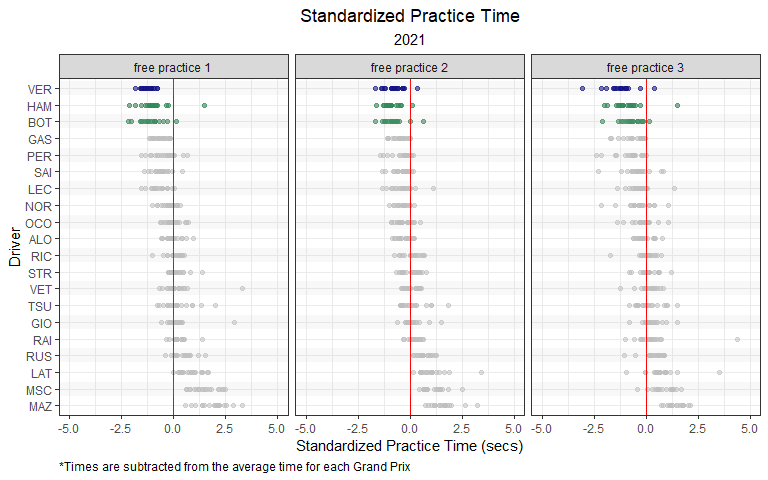 Standardized Practice Time
2021
free practice 1 free practice 2 free practice 3
Driver
VER
HAM
BOT
GAS
PER
SAI
LEC
NOR
OCO
ALO
RIC
STR
VET
TSU
GIO
RAI
RUS
LAT
MSC
MAZ
-5.0 -2.5 0.0 2.5 5.0 -5.0 -2.5 0.0 2.5 5.0 -5.0 -2.5 0.0 2.5 5.0
Standardized Practice Time (secs)
*Times are subtracted from the average time for each Grand Prix